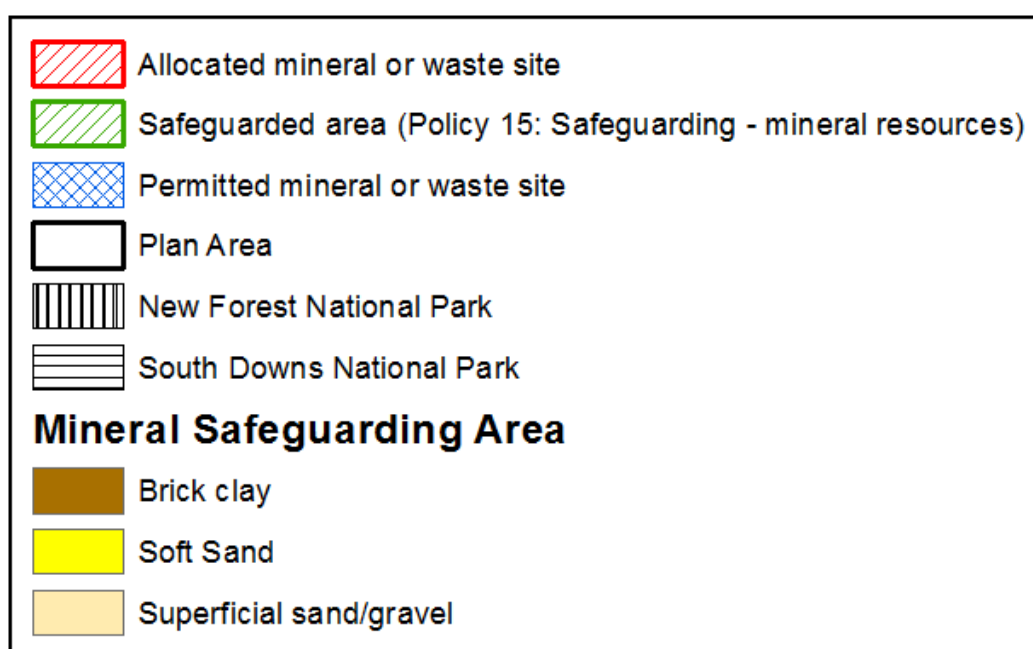 Allocated mineral or waste site
Safeguarded area (Policy 15: Safeguarding - mineral resources)
Permitted mineral or waste site
Plan Area
New Forest National Park
South Downs National Park
Mineral Safeguarding Area
Brick clay
Soft Sand
Superficial sand/gravel